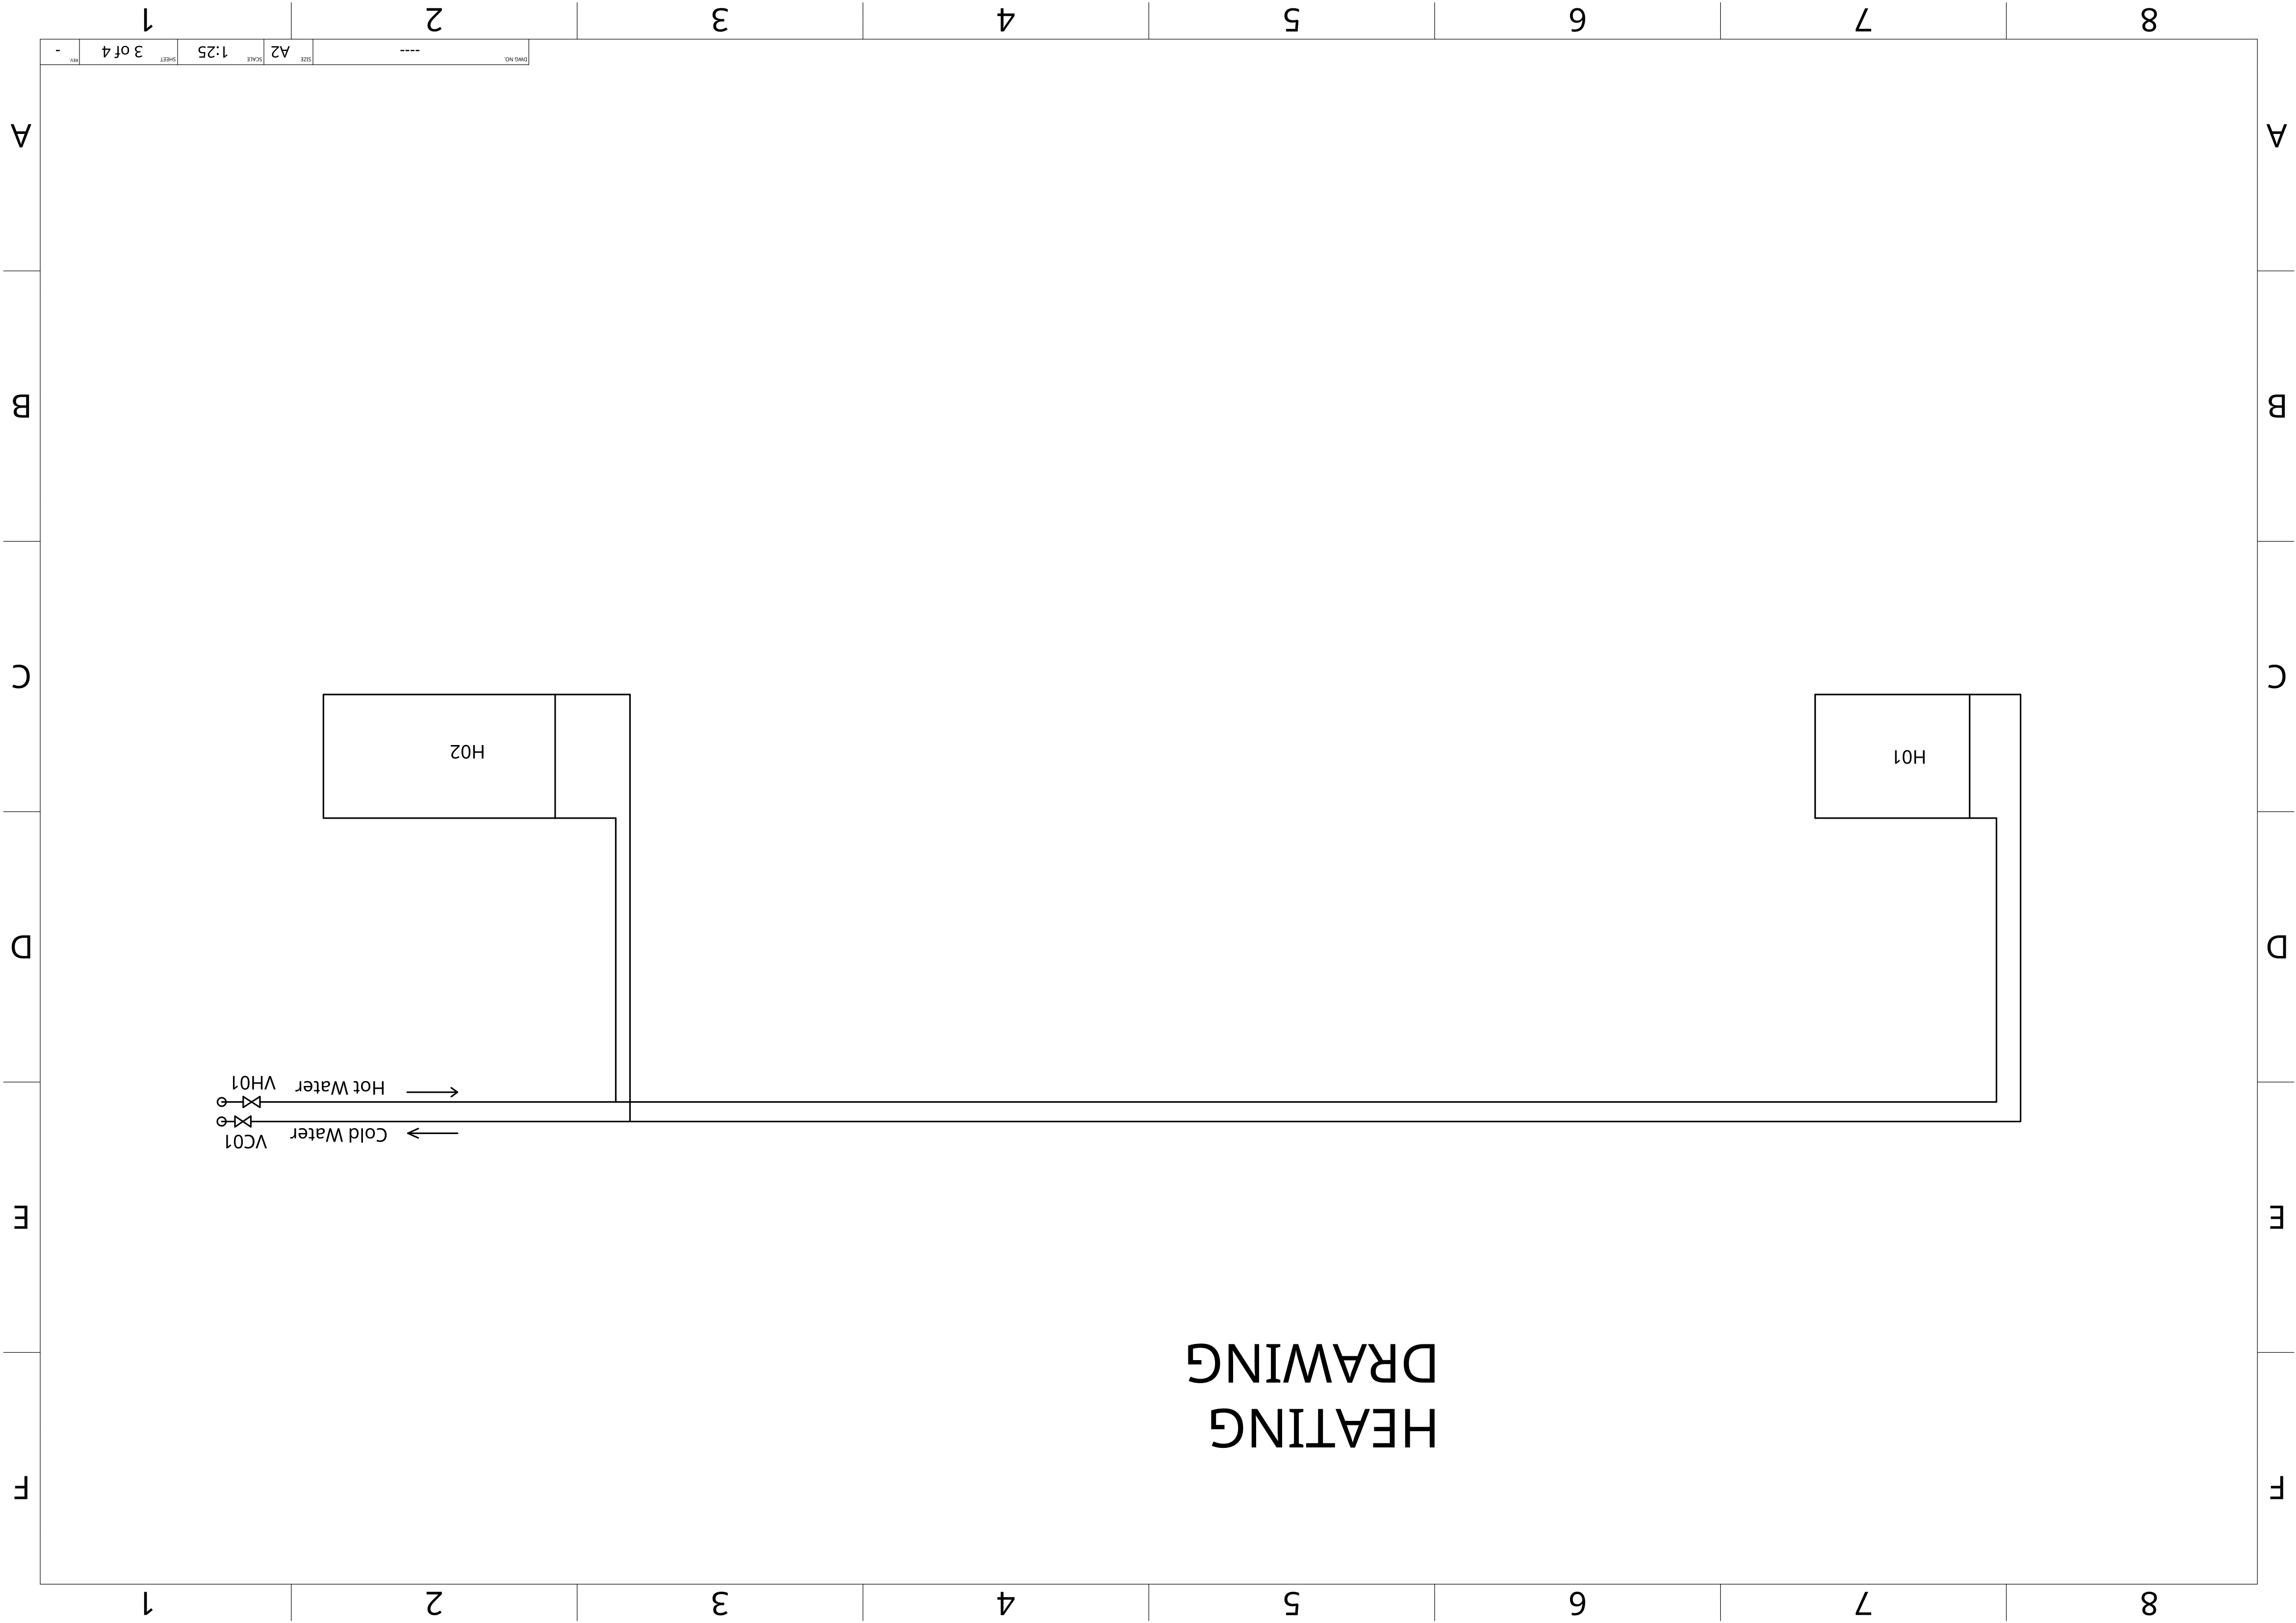 8 7 6 5 4 3 2 1
F F
HEATING
DRAWING
E E
Cold Water VC01
Hot Water VH01
D D
H01 H02
C C
B B
A A
DWG NO. ---- SIZE A2 SCALE 1:25 SHEET 3 of 4 REV. -
8 7 6 5 4 3 2 1